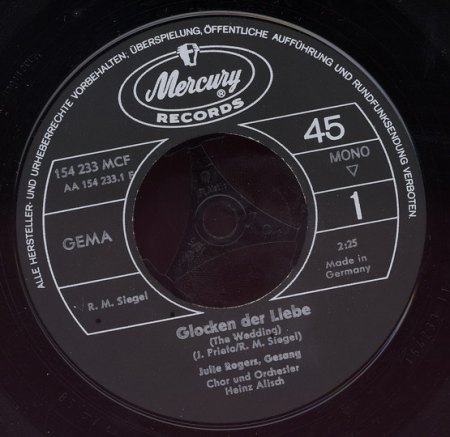 ALLE HERSTELLER- UND URHEBERRECHTE VORBEHALTEN, ÜBERSPIELUNG, ÖFFENTLICHE AUFFÜHRUNG UND RUNDFUNKSENDUNG VERBOTEN.
Mercury ®
RECORDS
154 233 MCF
AA 154 233.1 F
GEMA
R. M. Siegel
45
MONO
▽
1
2:25
Made in
Germany
Glocken der Liebe
(The Wedding)
(J. Prieto/R. M. Siegel)
Julie Rogers, Gesang
Chor und Orchester
Heinz Alisch